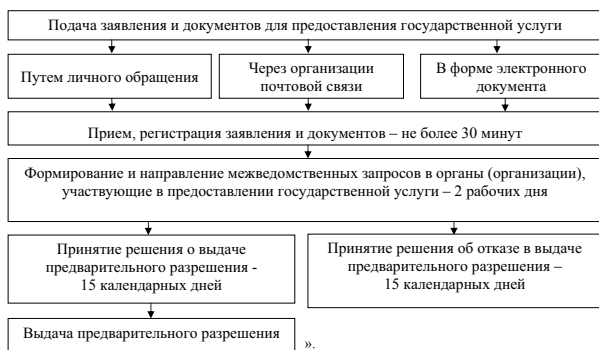 Подача заявления и документов для предоставления государственной услуги
Путем личного обращения
Через организации
почтовой связи
В форме электронного
документа
Прием, регистрация заявления и документов – не более 30 минут
Формирование и направление межведомственных запросов в органы (организации),
участвующие в предоставлении государственной услуги – 2 рабочих дня
Принятие решения о выдаче
предварительного разрешения -
15 календарных дней
Принятие решения об отказе в выдаче
предварительного разрешения –
15 календарных дней
Выдача предварительного разрешения
».